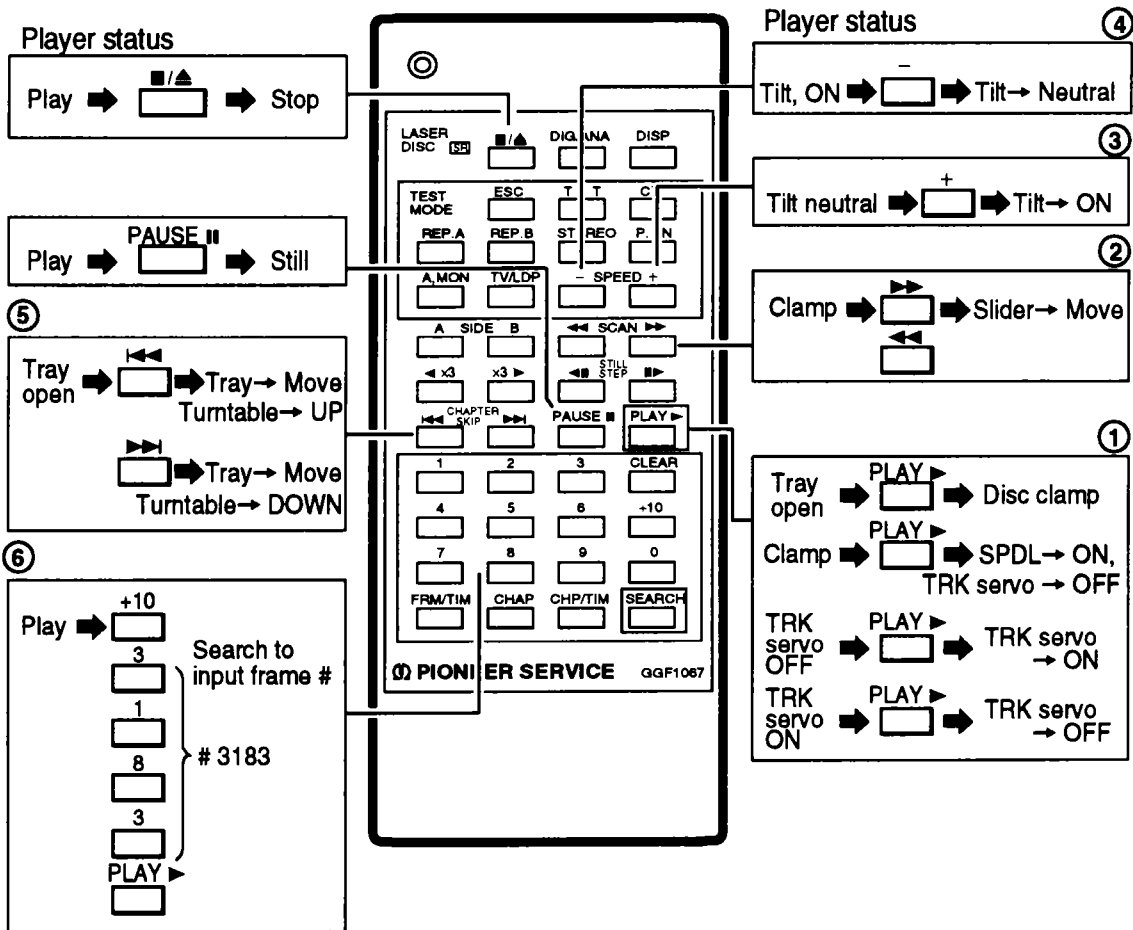 Player status
■/▲
Play ➡ ➡ Stop
PAUSE II
Play ➡ ➡ Still
⑤
Tray open ➡ |◀◀ ➡ Tray→ Move
Turntable→ UP
▶▶| ➡ Tray→ Move
Turntable→ DOWN
⑥
+10
Play ➡
3
Search to
input frame #
1
# 3183
8
3
PLAY ▶
LASER
DISC SR
■/▲
DISP
TEST
MODE
ESC
REP.A
REP.B
A,MON
TV/LDP
− SPEED +
A SIDE B
◀◀ SCAN ▶▶
◀ x3
x3 ▶
◀II STILL STEP II▶
|◀◀ CHAPTER SKIP ▶▶|
PAUSE II
PLAY ▶
1 2 3 CLEAR
4 5 6 +10
7 8 9 0
FRM/TIM
CHAP
CHP/TIM
SEARCH
PIONEER SERVICE
GGF1067
Player status
④
−
Tilt, ON ➡ ➡ Tilt→ Neutral
③
+
Tilt neutral ➡ ➡ Tilt→ ON
②
▶▶
Clamp ➡ ➡ Slider→ Move
◀◀
①
Tray open ➡ PLAY ▶ ➡ Disc clamp
Clamp ➡ PLAY ▶ ➡ SPDL→ ON,
TRK servo → OFF
TRK servo OFF ➡ PLAY ▶ ➡ TRK servo → ON
TRK servo ON ➡ PLAY ▶ ➡ TRK servo → OFF